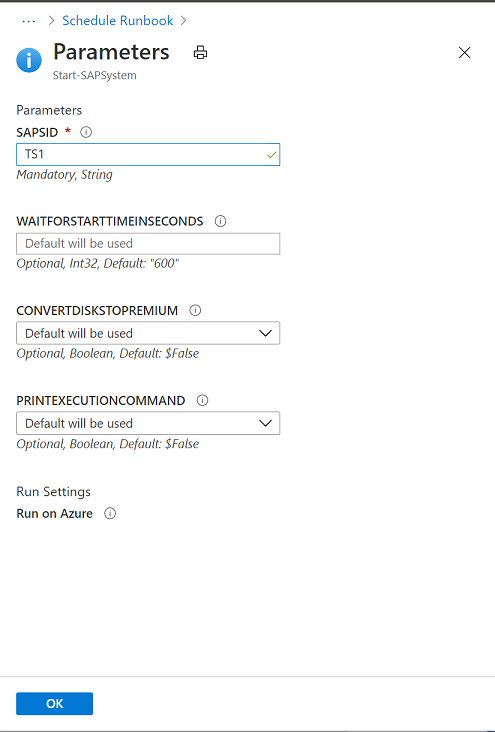 ... > Schedule Runbook >
Parameters
Start-SAPSystem
Parameters
SAPSID *
TS1
Mandatory, String
WAITFORSTARTTIMEINSECONDS
Default will be used
Optional, Int32, Default: "600"
CONVERTDISKSTOPREMIUM
Default will be used
Optional, Boolean, Default: $False
PRINTEXECUTIONCOMMAND
Default will be used
Optional, Boolean, Default: $False
Run Settings
Run on Azure
OK